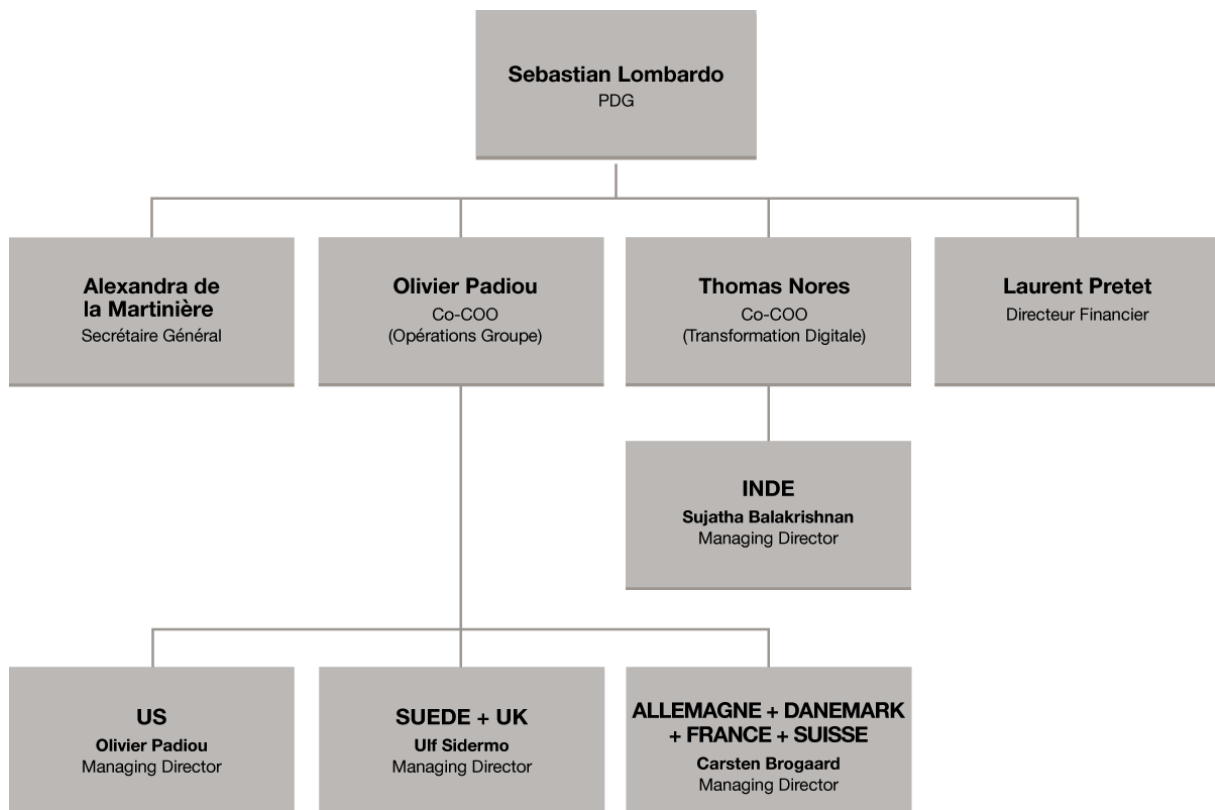 Sebastian Lombardo
PDG
Alexandra de
la Martinière
Secrétaire Général
Olivier Padiou
Co-COO
(Opérations Groupe)
Thomas Nores
Co-COO
(Transformation Digitale)
Laurent Pretet
Directeur Financier
INDE
Sujatha Balakrishnan
Managing Director
US
Olivier Padiou
Managing Director
SUEDE + UK
Ulf Sidermo
Managing Director
ALLEMAGNE + DANEMARK
+ FRANCE + SUISSE
Carsten Brogaard
Managing Director